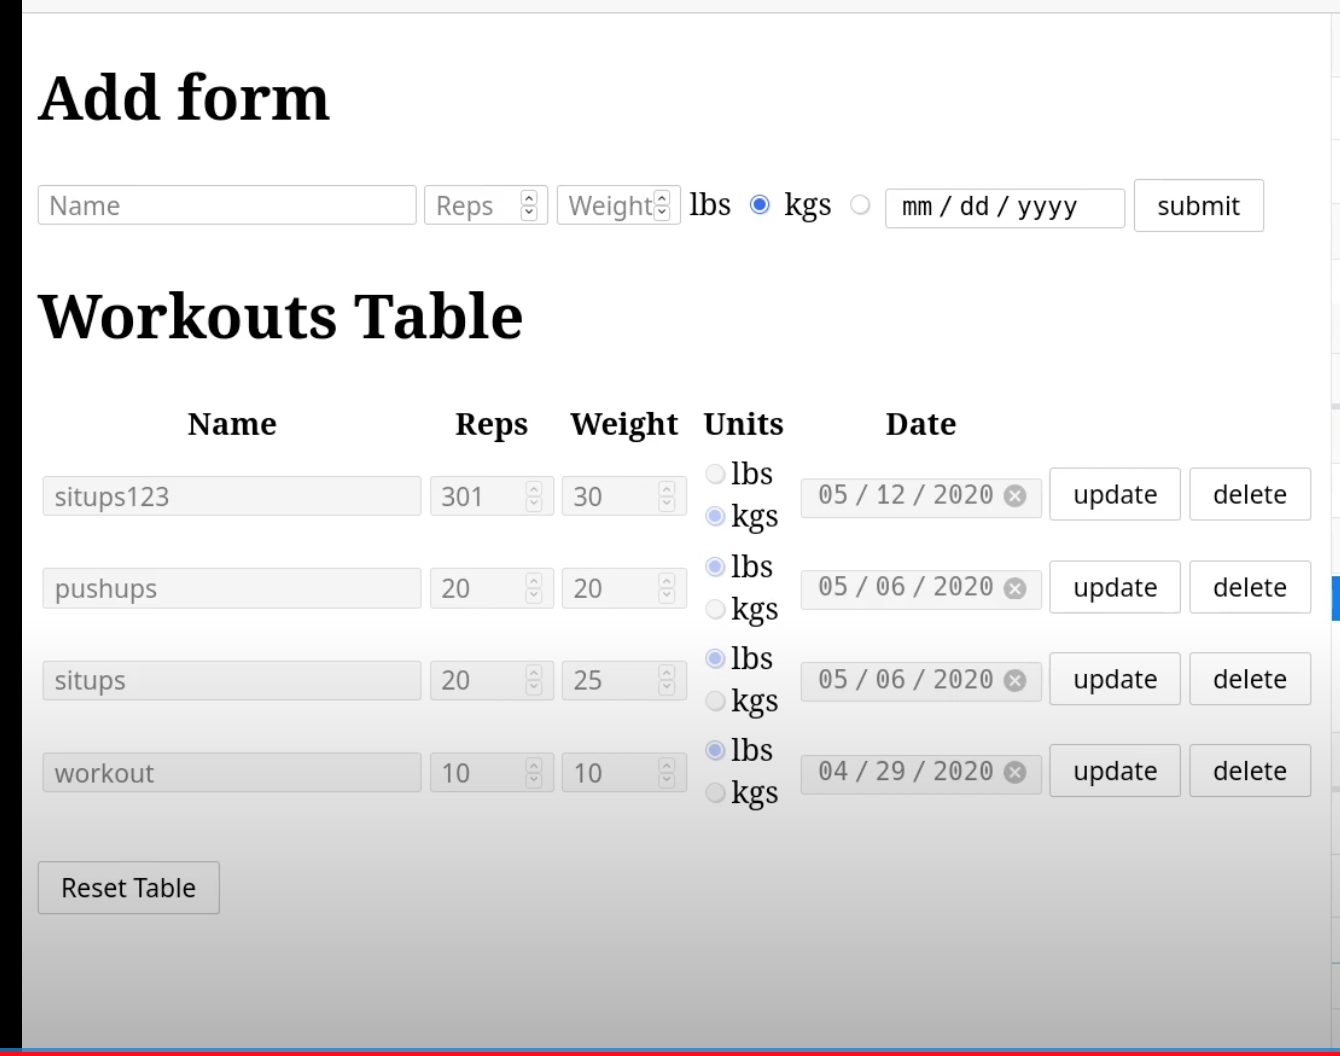 Add form
Name Reps Weight lbs kgs mm / dd / yyyy submit
Workouts Table
Name Reps Weight Units Date
situps123 301 30 lbs kgs 05 / 12 / 2020 update delete
pushups 20 20 lbs kgs 05 / 06 / 2020 update delete
situps 20 25 lbs kgs 05 / 06 / 2020 update delete
workout 10 10 lbs kgs 04 / 29 / 2020 update delete
Reset Table